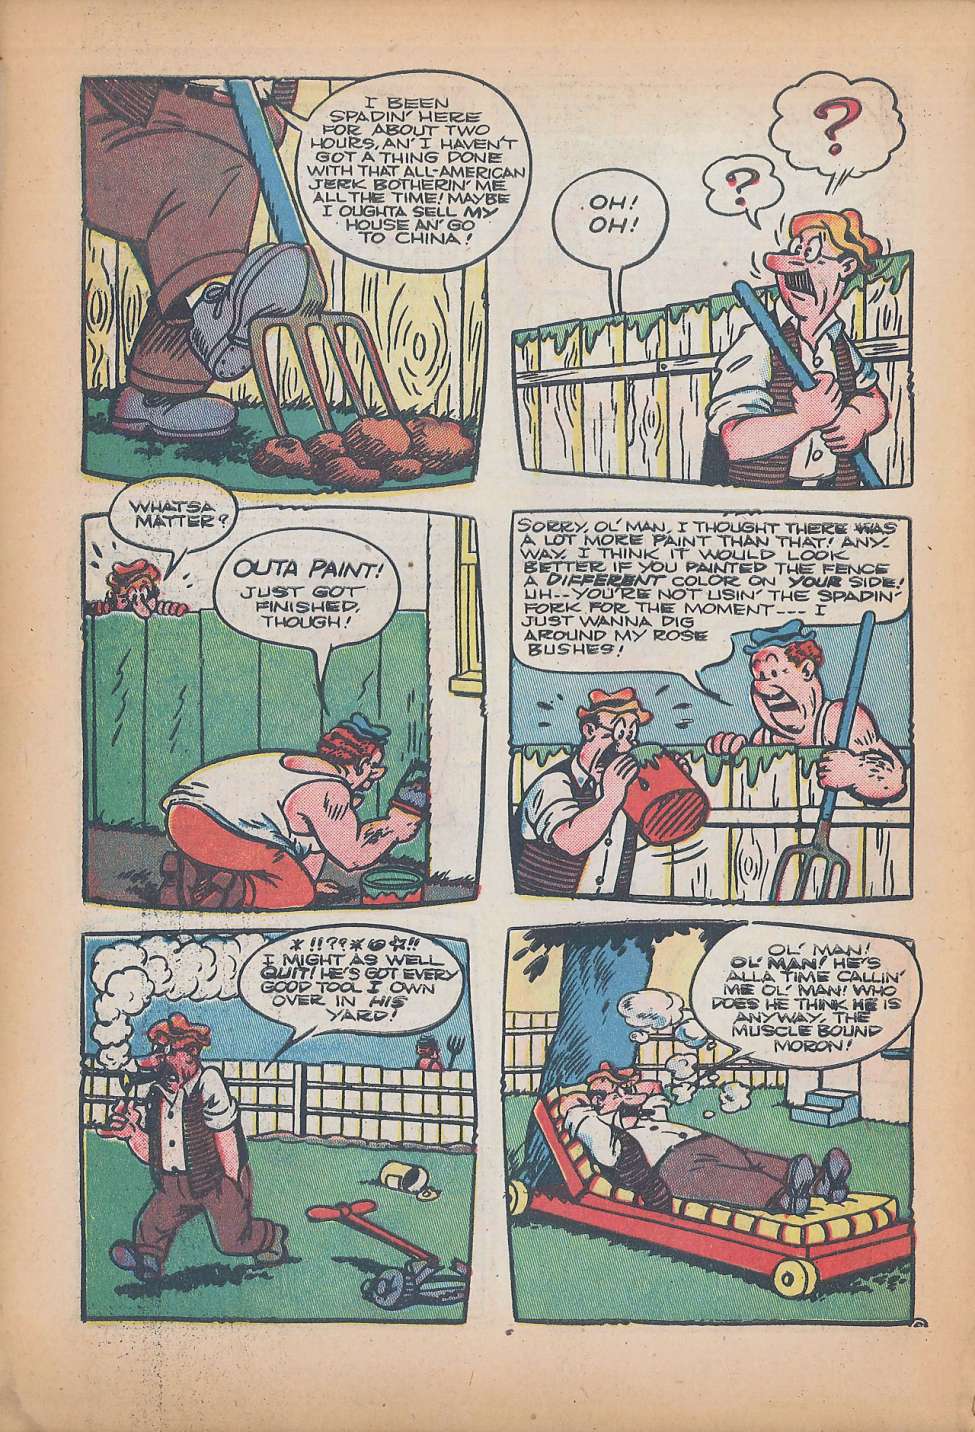 I BEEN
SPADIN' HERE
FOR ABOUT TWO
HOURS, AN' I HAVEN'T
GOT A THING DONE
WITH THAT ALL-AMERICAN
JERK BOTHERIN' ME
ALL THE TIME! MAYBE
I OUGHTA SELL MY
HOUSE AN' GO
TO CHINA!
OH!
OH!
?
?
WHATSA
MATTER?
OUTA PAINT!
JUST GOT
FINISHED,
THOUGH!
SORRY, OL' MAN, I THOUGHT THERE WAS
A LOT MORE PAINT THAN THAT! ANY-
WAY, I THINK IT WOULD LOOK
BETTER IF YOU PAINTED THE FENCE
A DIFFERENT COLOR ON YOUR SIDE!
UH--YOU'RE NOT USIN' THE SPADIN'
FORK FOR THE MOMENT --- I
JUST WANNA DIG
AROUND MY ROSE
BUSHES!
*!!??*@☆!!
I MIGHT AS WELL
QUIT! HE'S GOT EVERY
GOOD TOOL I OWN
OVER IN HIS
YARD!
OL' MAN!
OL' MAN! HE'S
ALLA TIME CALLIN'
ME OL' MAN! WHO
DOES HE THINK HE IS
ANYWAY, THE
MUSCLE BOUND
MORON!